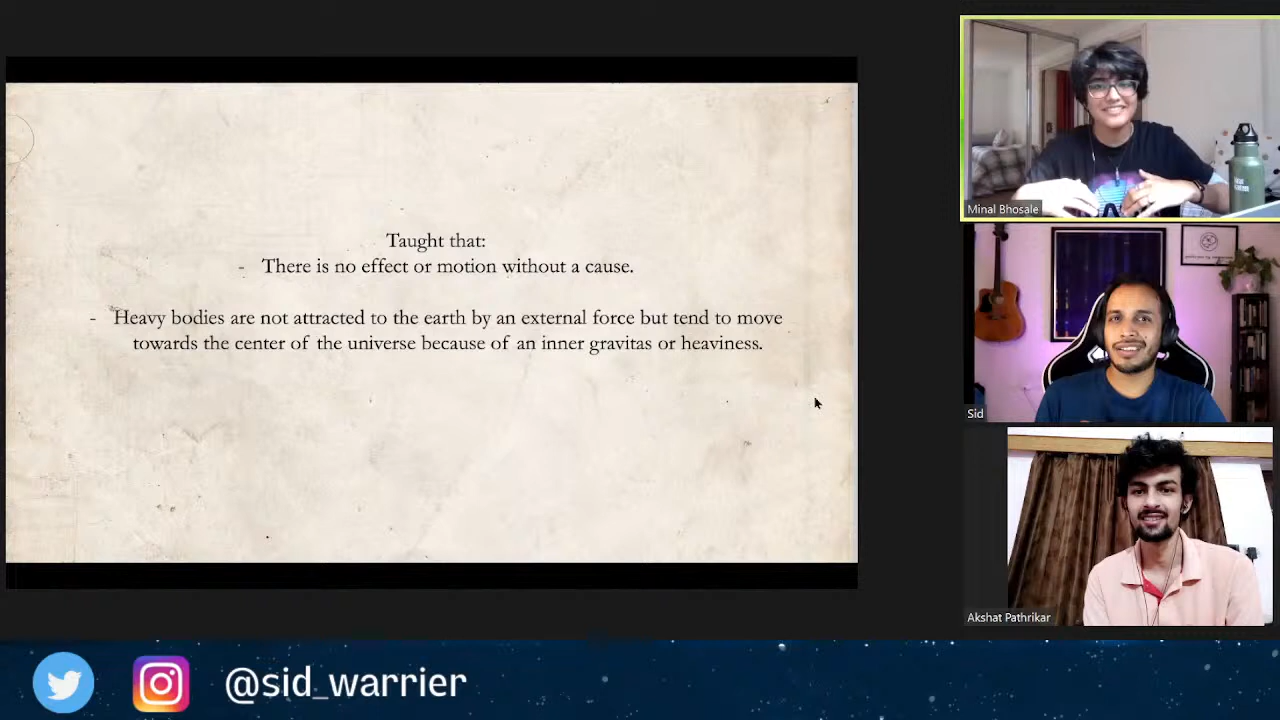 Taught that:
- There is no effect or motion without a cause.
- Heavy bodies are not attracted to the earth by an external force but tend to move
towards the center of the universe because of an inner gravitas or heaviness.
Minal Bhosale
Sid
Akshat Pathrikar
@sid_warrier